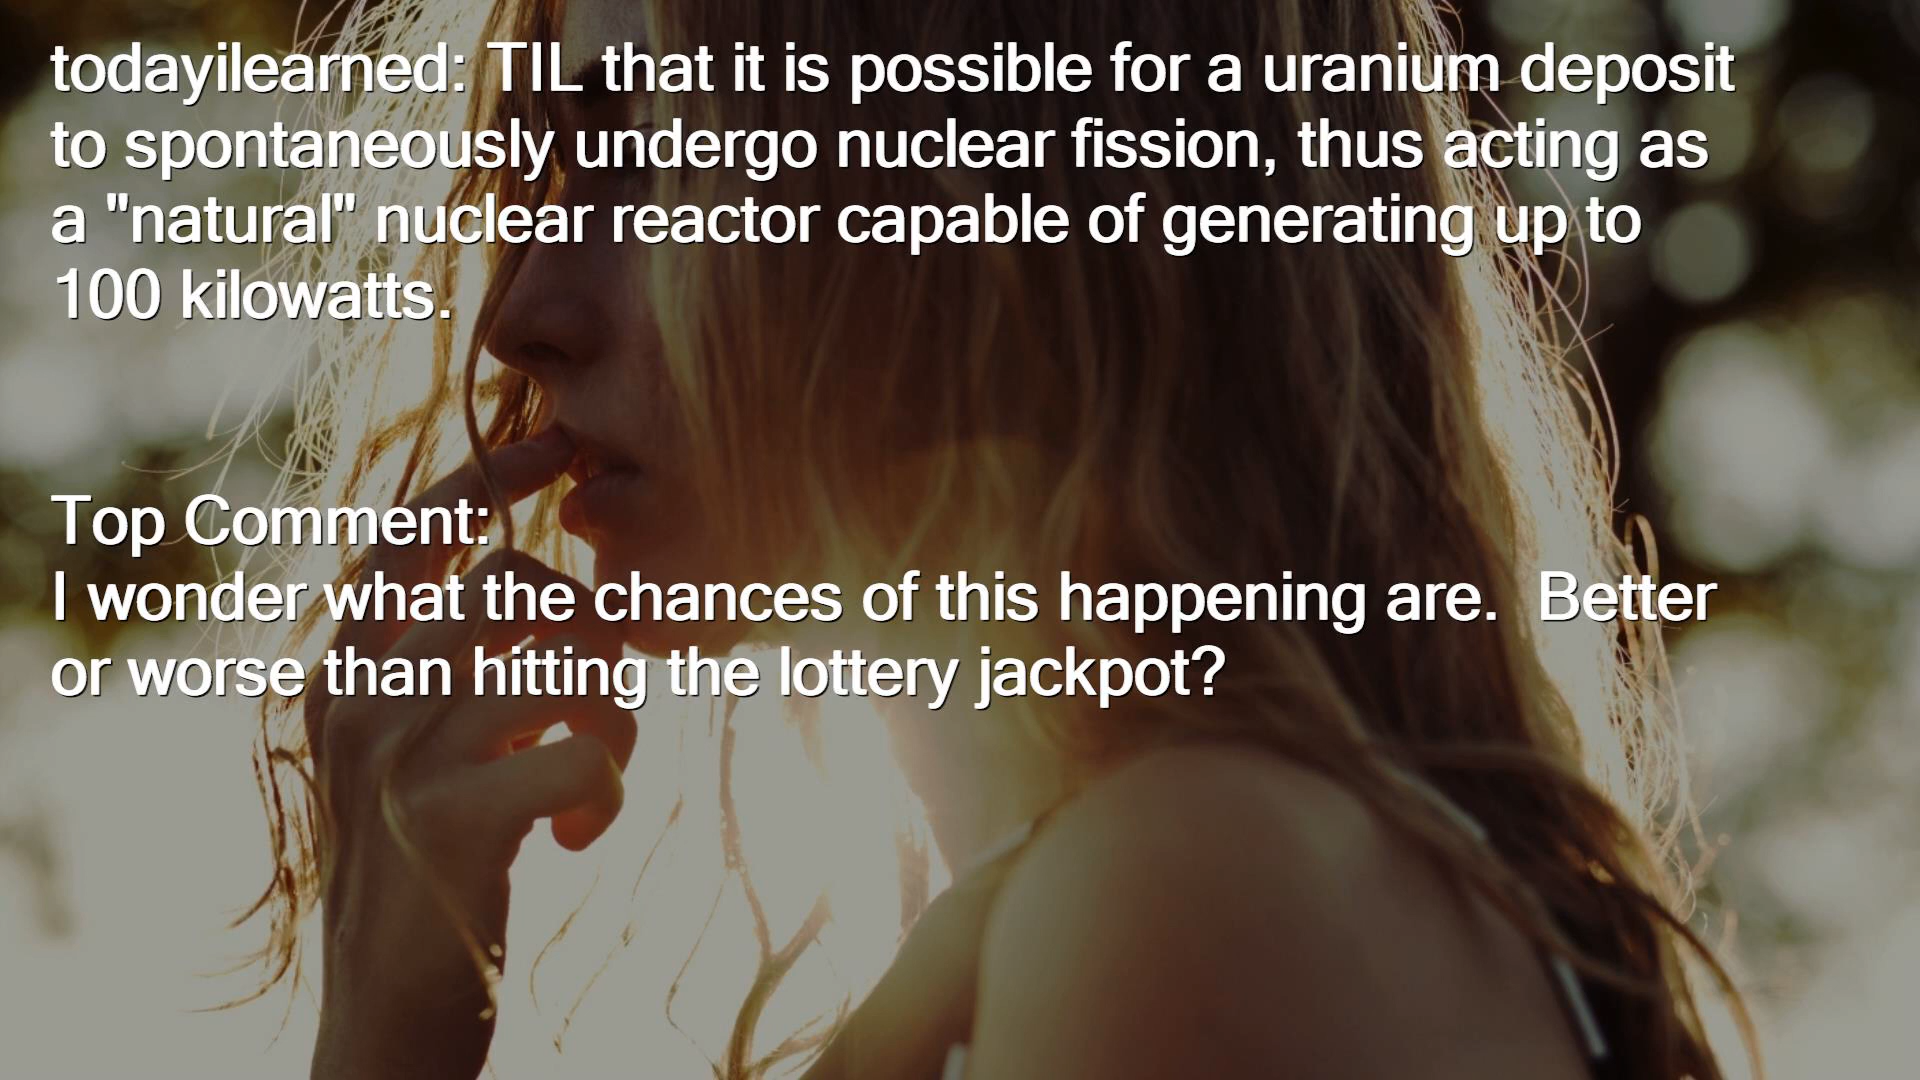 todayilearned: TIL that it is possible for a uranium deposit
to spontaneously undergo nuclear fission, thus acting as
a "natural" nuclear reactor capable of generating up to
100 kilowatts.
Top Comment:
I wonder what the chances of this happening are.  Better
or worse than hitting the lottery jackpot?